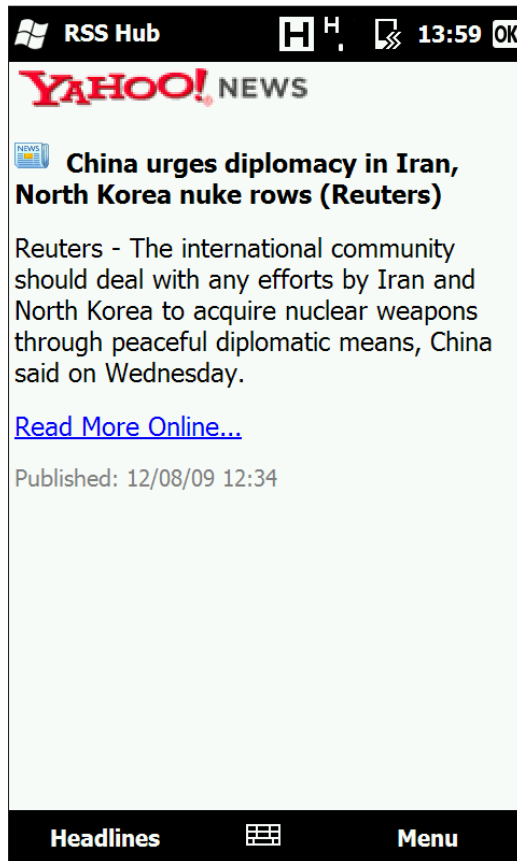 RSS Hub H H. 13:59 OK
YAHOO! NEWS
NEWS China urges diplomacy in Iran,
North Korea nuke rows (Reuters)
Reuters - The international community
should deal with any efforts by Iran and
North Korea to acquire nuclear weapons
through peaceful diplomatic means, China
said on Wednesday.
Read More Online...
Published: 12/08/09 12:34
Headlines Menu